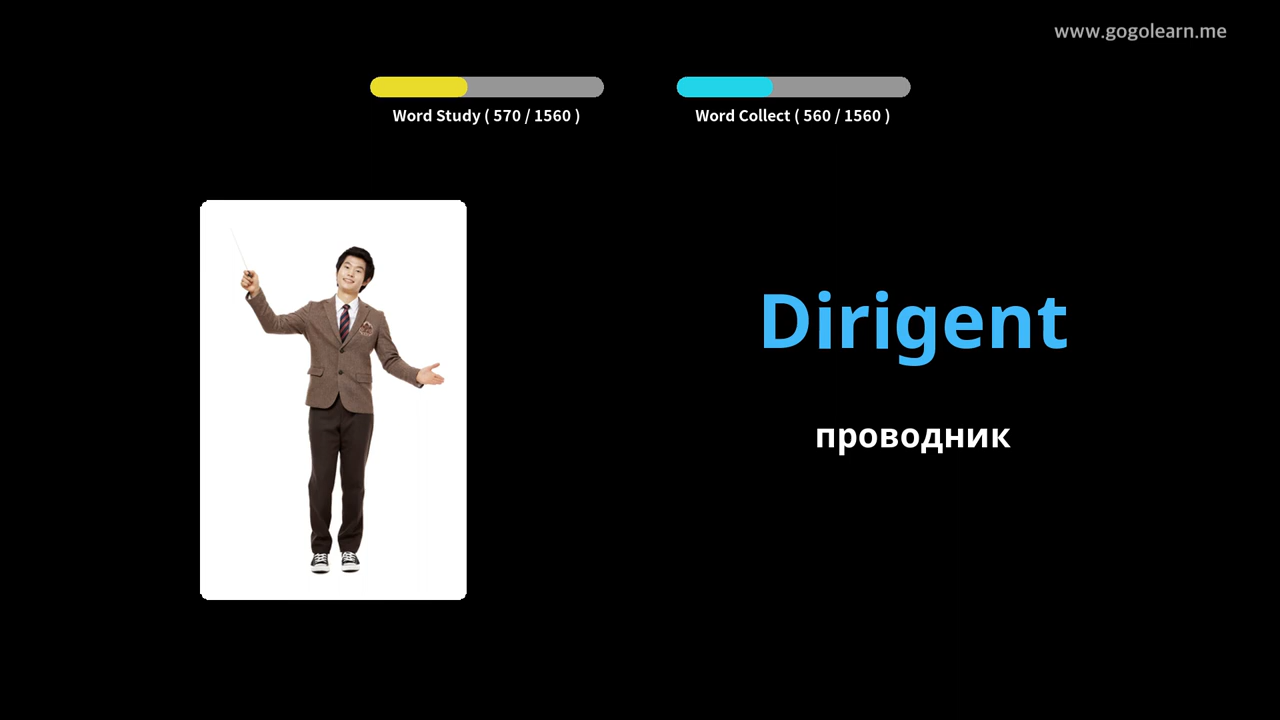 www.gogolearn.me
Word Study ( 570 / 1560 )
Word Collect ( 560 / 1560 )
Dirigent
проводник